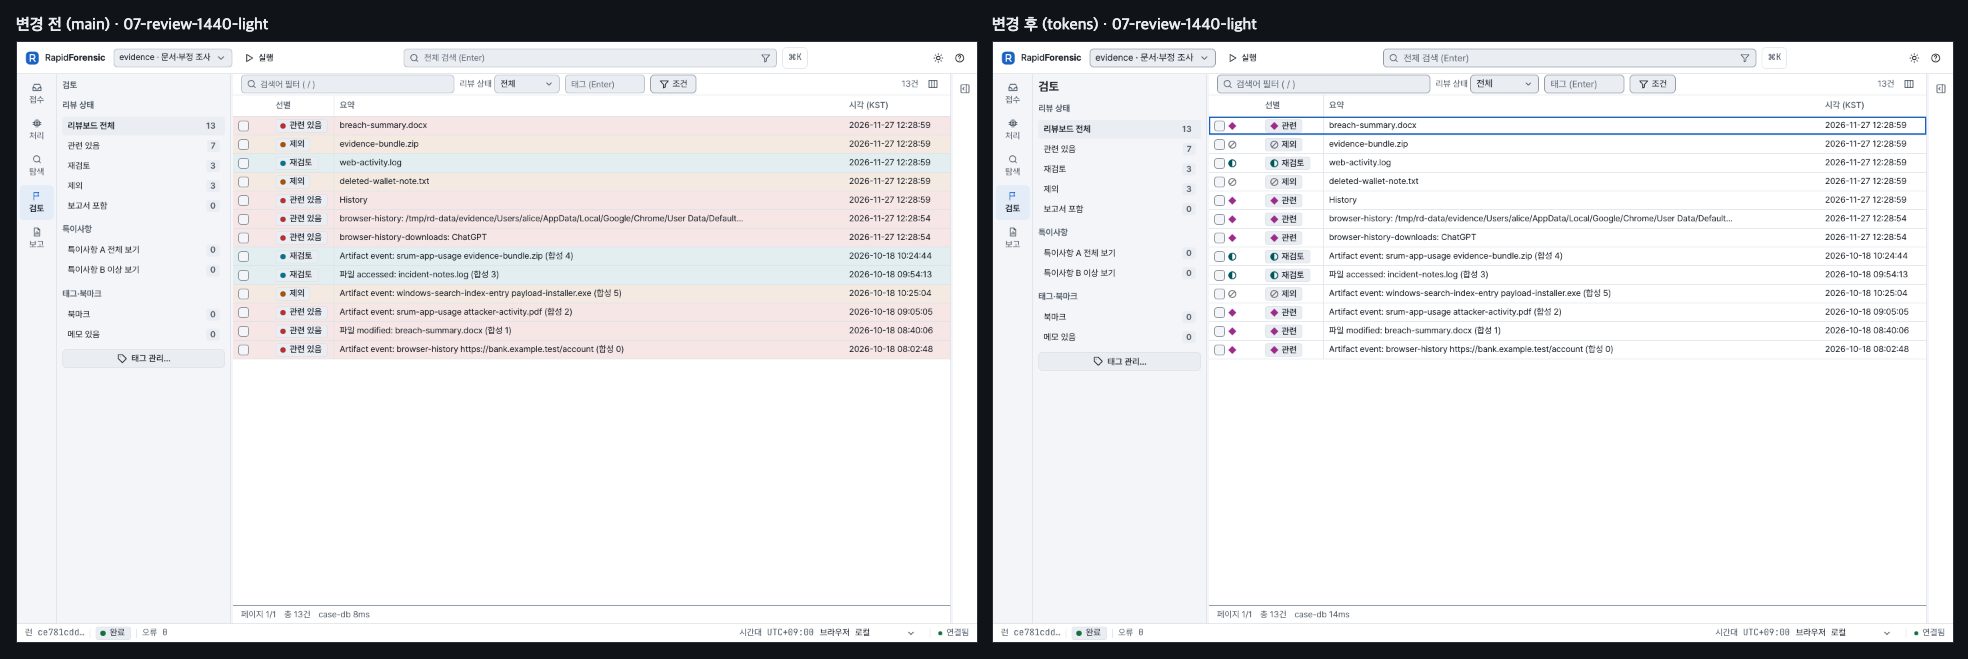 변경 전 (main) · 07-review-1440-light
R RapidForensic evidence · 문서·부정 조사 실행 전체 검색 (Enter) ⌘K
접수
처리
탐색
검토
보고
검토
리뷰 상태
리뷰보드 전체 13
관련 있음 7
재검토 3
제외 3
보고서 포함 0
특이사항
특이사항 A 전체 보기 0
특이사항 B 이상 보기 0
태그·북마크
북마크 0
메모 있음 0
태그 관리...
검색어 필터 ( / ) 리뷰 상태 전체 태그 (Enter) 조건 13건
선별 요약 시각 (KST)
관련 있음 breach-summary.docx 2026-11-27 12:28:59
제외 evidence-bundle.zip 2026-11-27 12:28:59
재검토 web-activity.log 2026-11-27 12:28:59
제외 deleted-wallet-note.txt 2026-11-27 12:28:59
관련 있음 History 2026-11-27 12:28:59
관련 있음 browser-history: /tmp/rd-data/evidence/Users/alice/AppData/Local/Google/Chrome/User Data/Default... 2026-11-27 12:28:54
관련 있음 browser-history-downloads: ChatGPT 2026-11-27 12:28:54
재검토 Artifact event: srum-app-usage evidence-bundle.zip (합성 4) 2026-10-18 10:24:44
재검토 파일 accessed: incident-notes.log (합성 3) 2026-10-18 09:54:13
제외 Artifact event: windows-search-index-entry payload-installer.exe (합성 5) 2026-10-18 10:25:04
관련 있음 Artifact event: srum-app-usage attacker-activity.pdf (합성 2) 2026-10-18 09:05:05
관련 있음 파일 modified: breach-summary.docx (합성 1) 2026-10-18 08:40:06
관련 있음 Artifact event: browser-history https://bank.example.test/account (합성 0) 2026-10-18 08:02:48
페이지 1/1 총 13건 case-db 8ms
런 ce781cdd… 완료 오류 0 시간대 UTC+09:00 브라우저 로컬 연결됨
변경 후 (tokens) · 07-review-1440-light
R RapidForensic evidence · 문서·부정 조사 실행 전체 검색 (Enter) ⌘K
접수
처리
탐색
검토
보고
검토
리뷰 상태
리뷰보드 전체 13
관련 있음 7
재검토 3
제외 3
보고서 포함 0
특이사항
특이사항 A 전체 보기 0
특이사항 B 이상 보기 0
태그·북마크
북마크 0
메모 있음 0
태그 관리...
검색어 필터 ( / ) 리뷰 상태 전체 태그 (Enter) 조건 13건
선별 요약 시각 (KST)
관련 breach-summary.docx 2026-11-27 12:28:59
제외 evidence-bundle.zip 2026-11-27 12:28:59
재검토 web-activity.log 2026-11-27 12:28:59
제외 deleted-wallet-note.txt 2026-11-27 12:28:59
관련 History 2026-11-27 12:28:59
관련 browser-history: /tmp/rd-data/evidence/Users/alice/AppData/Local/Google/Chrome/User Data/Default... 2026-11-27 12:28:54
관련 browser-history-downloads: ChatGPT 2026-11-27 12:28:54
재검토 Artifact event: srum-app-usage evidence-bundle.zip (합성 4) 2026-10-18 10:24:44
재검토 파일 accessed: incident-notes.log (합성 3) 2026-10-18 09:54:13
제외 Artifact event: windows-search-index-entry payload-installer.exe (합성 5) 2026-10-18 10:25:04
관련 Artifact event: srum-app-usage attacker-activity.pdf (합성 2) 2026-10-18 09:05:05
관련 파일 modified: breach-summary.docx (합성 1) 2026-10-18 08:40:06
관련 Artifact event: browser-history https://bank.example.test/account (합성 0) 2026-10-18 08:02:48
페이지 1/1 총 13건 case-db 14ms
런 ce781cdd… 완료 오류 0 시간대 UTC+09:00 브라우저 로컬 연결됨